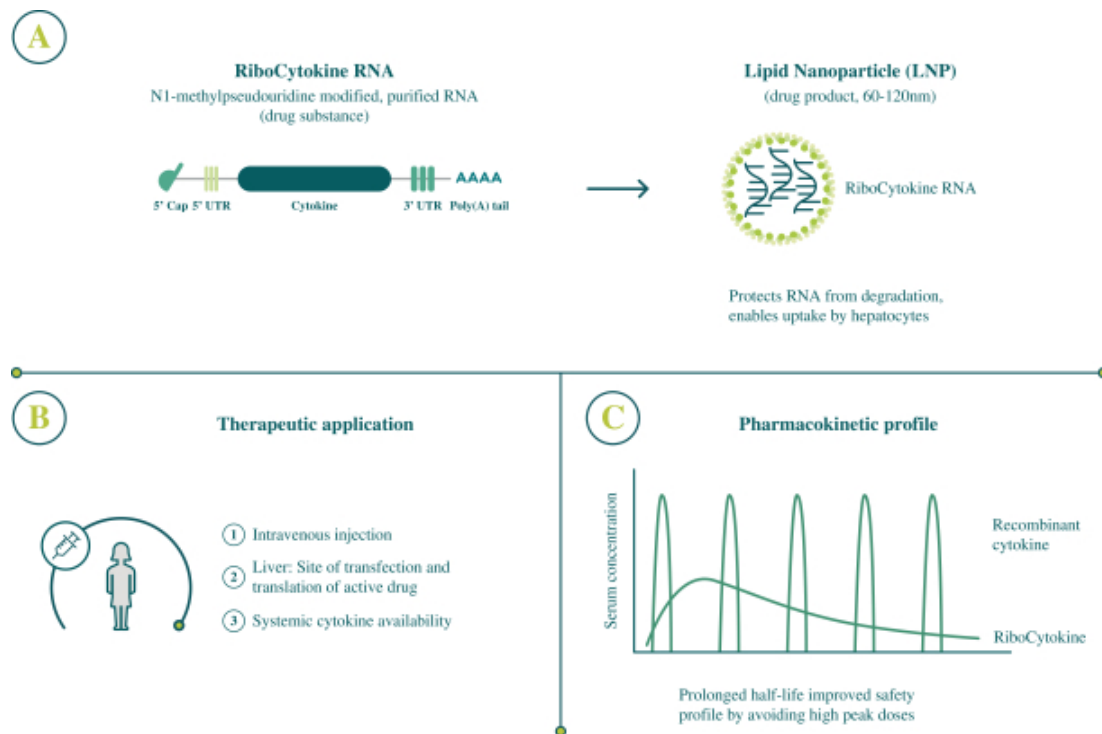 A
RiboCytokine RNA
N1-methylpseudouridine modified, purified RNA
(drug substance)
AAAA
5' Cap 5' UTR Cytokine 3' UTR Poly(A) tail
Lipid Nanoparticle (LNP)
(drug product, 60-120nm)
RiboCytokine RNA
Protects RNA from degradation,
enables uptake by hepatocytes
B
Therapeutic application
1 Intravenous injection
2 Liver: Site of transfection and
translation of active drug
3 Systemic cytokine availability
C
Pharmacokinetic profile
Serum concentration
Recombinant
cytokine
RiboCytokine
Prolonged half-life improved safety
profile by avoiding high peak doses